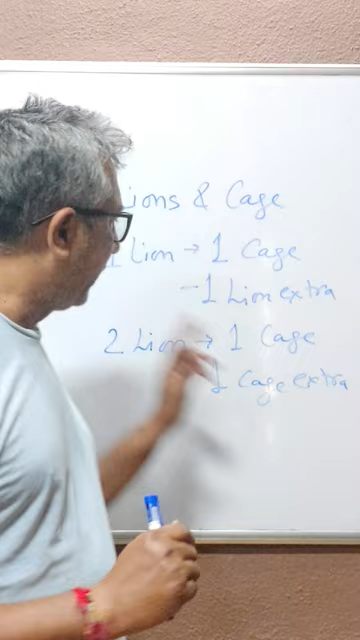 ions & Cage
1 Lion → 1 Cage
- 1 Lion extra
2 Lion → 1 Cage
1 Cage extra